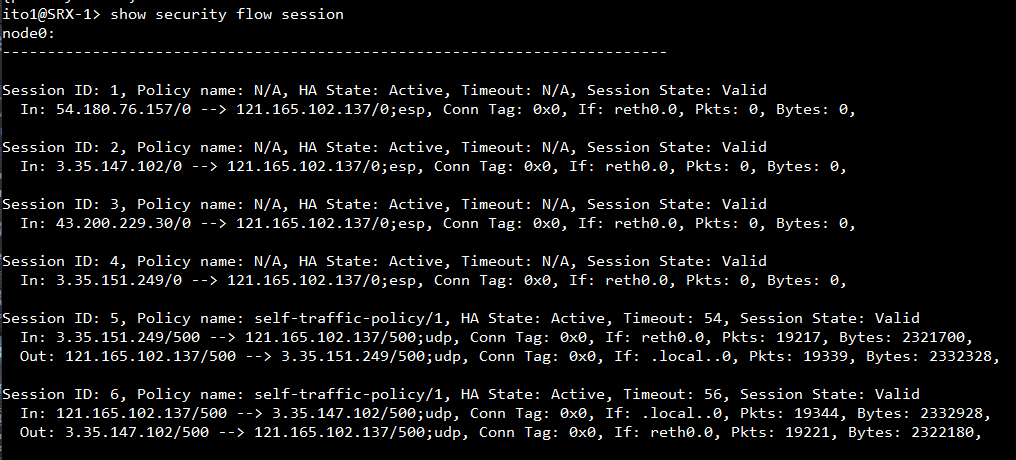 ito1@SRX-1> show security flow session
node0:
--------------------------------------------------------------------------
Session ID: 1, Policy name: N/A, HA State: Active, Timeout: N/A, Session State: Valid
In: 54.180.76.157/0 --> 121.165.102.137/0;esp, Conn Tag: 0x0, If: reth0.0, Pkts: 0, Bytes: 0,
Session ID: 2, Policy name: N/A, HA State: Active, Timeout: N/A, Session State: Valid
In: 3.35.147.102/0 --> 121.165.102.137/0;esp, Conn Tag: 0x0, If: reth0.0, Pkts: 0, Bytes: 0,
Session ID: 3, Policy name: N/A, HA State: Active, Timeout: N/A, Session State: Valid
In: 43.200.229.30/0 --> 121.165.102.137/0;esp, Conn Tag: 0x0, If: reth0.0, Pkts: 0, Bytes: 0,
Session ID: 4, Policy name: N/A, HA State: Active, Timeout: N/A, Session State: Valid
In: 3.35.151.249/0 --> 121.165.102.137/0;esp, Conn Tag: 0x0, If: reth0.0, Pkts: 0, Bytes: 0,
Session ID: 5, Policy name: self-traffic-policy/1, HA State: Active, Timeout: 54, Session State: Valid
In: 3.35.151.249/500 --> 121.165.102.137/500;udp, Conn Tag: 0x0, If: reth0.0, Pkts: 19217, Bytes: 2321700,
Out: 121.165.102.137/500 --> 3.35.151.249/500;udp, Conn Tag: 0x0, If: .local..0, Pkts: 19339, Bytes: 2332328,
Session ID: 6, Policy name: self-traffic-policy/1, HA State: Active, Timeout: 56, Session State: Valid
In: 121.165.102.137/500 --> 3.35.147.102/500;udp, Conn Tag: 0x0, If: .local..0, Pkts: 19344, Bytes: 2332928,
Out: 3.35.147.102/500 --> 121.165.102.137/500;udp, Conn Tag: 0x0, If: reth0.0, Pkts: 19221, Bytes: 2322180,